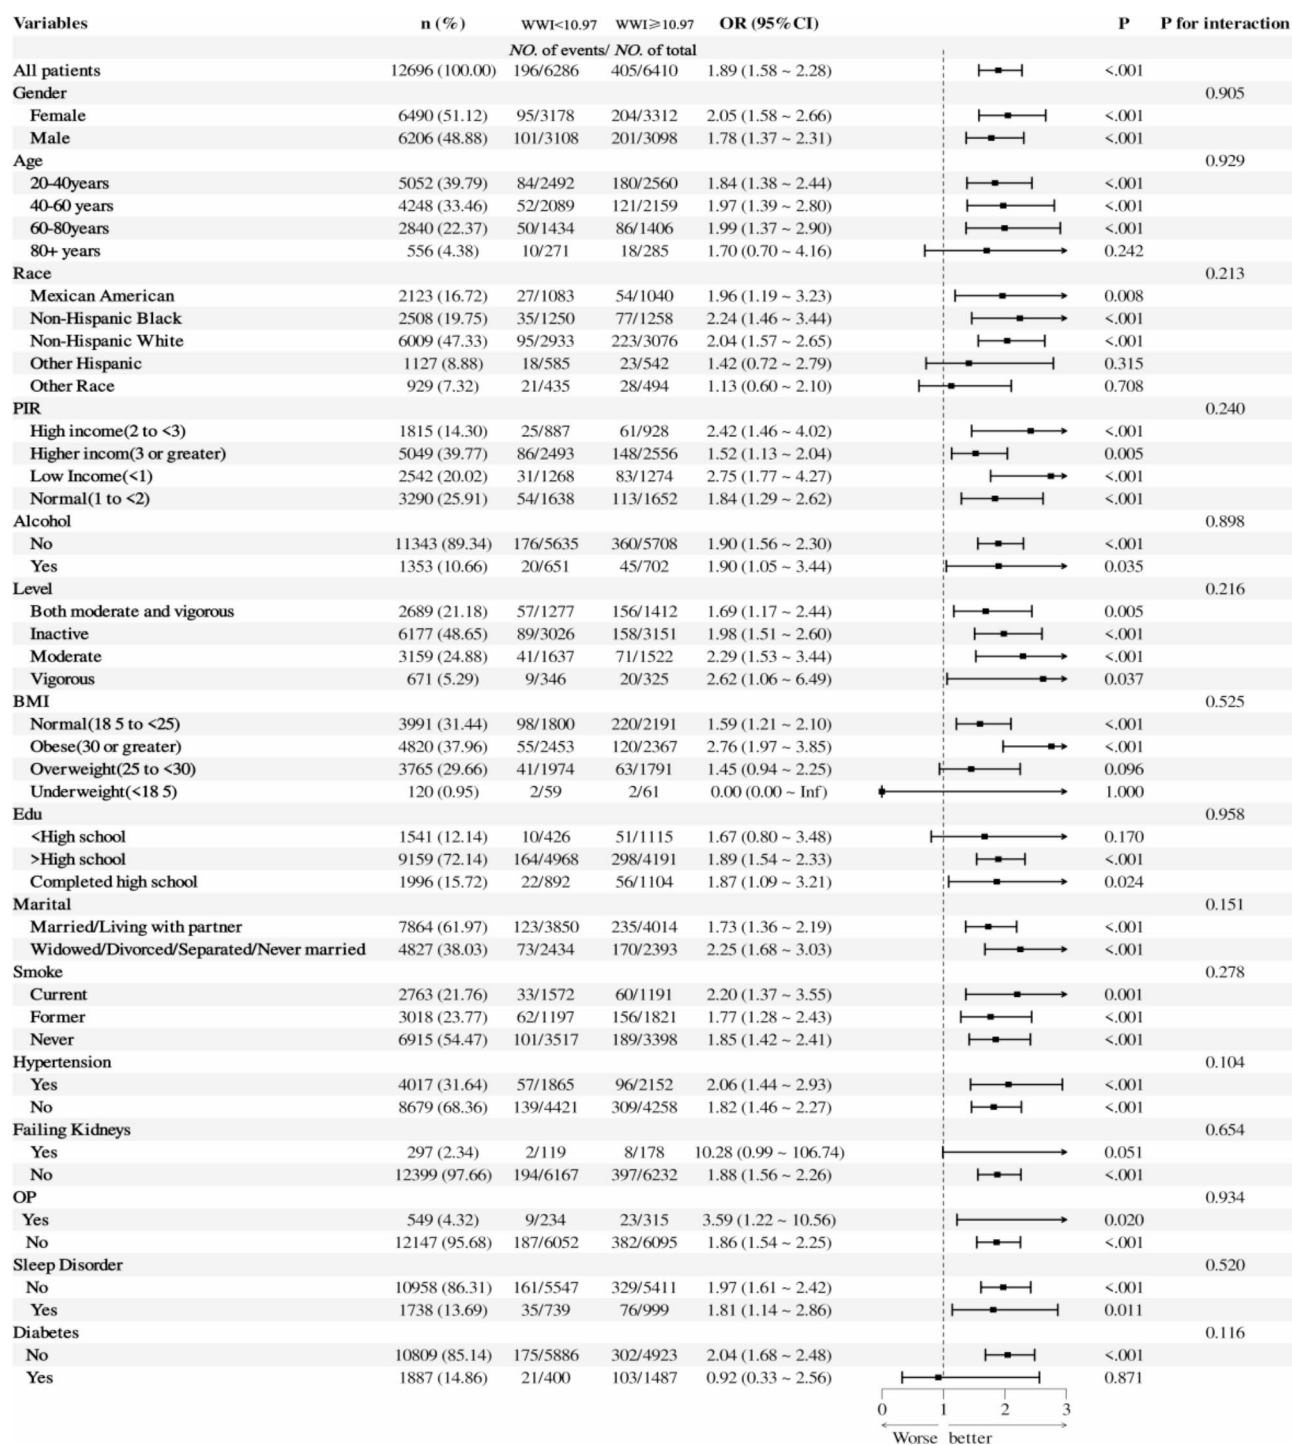 Variables n (%) WWI<10.97 WWI≥10.97 OR (95%CI) P P for interaction
NO. of events/ NO. of total
All patients 12696 (100.00) 196/6286 405/6410 1.89 (1.58 ~ 2.28) <.001
Gender 0.905
Female 6490 (51.12) 95/3178 204/3312 2.05 (1.58 ~ 2.66) <.001
Male 6206 (48.88) 101/3108 201/3098 1.78 (1.37 ~ 2.31) <.001
Age 0.929
20-40years 5052 (39.79) 84/2492 180/2560 1.84 (1.38 ~ 2.44) <.001
40-60 years 4248 (33.46) 52/2089 121/2159 1.97 (1.39 ~ 2.80) <.001
60-80years 2840 (22.37) 50/1434 86/1406 1.99 (1.37 ~ 2.90) <.001
80+ years 556 (4.38) 10/271 18/285 1.70 (0.70 ~ 4.16) 0.242
Race 0.213
Mexican American 2123 (16.72) 27/1083 54/1040 1.96 (1.19 ~ 3.23) 0.008
Non-Hispanic Black 2508 (19.75) 35/1250 77/1258 2.24 (1.46 ~ 3.44) <.001
Non-Hispanic White 6009 (47.33) 95/2933 223/3076 2.04 (1.57 ~ 2.65) <.001
Other Hispanic 1127 (8.88) 18/585 23/542 1.42 (0.72 ~ 2.79) 0.315
Other Race 929 (7.32) 21/435 28/494 1.13 (0.60 ~ 2.10) 0.708
PIR 0.240
High income(2 to <3) 1815 (14.30) 25/887 61/928 2.42 (1.46 ~ 4.02) <.001
Higher incom(3 or greater) 5049 (39.77) 86/2493 148/2556 1.52 (1.13 ~ 2.04) 0.005
Low Income(<1) 2542 (20.02) 31/1268 83/1274 2.75 (1.77 ~ 4.27) <.001
Normal(1 to <2) 3290 (25.91) 54/1638 113/1652 1.84 (1.29 ~ 2.62) <.001
Alcohol 0.898
No 11343 (89.34) 176/5635 360/5708 1.90 (1.56 ~ 2.30) <.001
Yes 1353 (10.66) 20/651 45/702 1.90 (1.05 ~ 3.44) 0.035
Level 0.216
Both moderate and vigorous 2689 (21.18) 57/1277 156/1412 1.69 (1.17 ~ 2.44) 0.005
Inactive 6177 (48.65) 89/3026 158/3151 1.98 (1.51 ~ 2.60) <.001
Moderate 3159 (24.88) 41/1637 71/1522 2.29 (1.53 ~ 3.44) <.001
Vigorous 671 (5.29) 9/346 20/325 2.62 (1.06 ~ 6.49) 0.037
BMI 0.525
Normal(18 5 to <25) 3991 (31.44) 98/1800 220/2191 1.59 (1.21 ~ 2.10) <.001
Obese(30 or greater) 4820 (37.96) 55/2453 120/2367 2.76 (1.97 ~ 3.85) <.001
Overweight(25 to <30) 3765 (29.66) 41/1974 63/1791 1.45 (0.94 ~ 2.25) 0.096
Underweight(<18 5) 120 (0.95) 2/59 2/61 0.00 (0.00 ~ Inf) 1.000
Edu 0.958
<High school 1541 (12.14) 10/426 51/1115 1.67 (0.80 ~ 3.48) 0.170
>High school 9159 (72.14) 164/4968 298/4191 1.89 (1.54 ~ 2.33) <.001
Completed high school 1996 (15.72) 22/892 56/1104 1.87 (1.09 ~ 3.21) 0.024
Marital 0.151
Married/Living with partner 7864 (61.97) 123/3850 235/4014 1.73 (1.36 ~ 2.19) <.001
Widowed/Divorced/Separated/Never married 4827 (38.03) 73/2434 170/2393 2.25 (1.68 ~ 3.03) <.001
Smoke 0.278
Current 2763 (21.76) 33/1572 60/1191 2.20 (1.37 ~ 3.55) 0.001
Former 3018 (23.77) 62/1197 156/1821 1.77 (1.28 ~ 2.43) <.001
Never 6915 (54.47) 101/3517 189/3398 1.85 (1.42 ~ 2.41) <.001
Hypertension 0.104
Yes 4017 (31.64) 57/1865 96/2152 2.06 (1.44 ~ 2.93) <.001
No 8679 (68.36) 139/4421 309/4258 1.82 (1.46 ~ 2.27) <.001
Failing Kidneys 0.654
Yes 297 (2.34) 2/119 8/178 10.28 (0.99 ~ 106.74) 0.051
No 12399 (97.66) 194/6167 397/6232 1.88 (1.56 ~ 2.26) <.001
OP 0.934
Yes 549 (4.32) 9/234 23/315 3.59 (1.22 ~ 10.56) 0.020
No 12147 (95.68) 187/6052 382/6095 1.86 (1.54 ~ 2.25) <.001
Sleep Disorder 0.520
No 10958 (86.31) 161/5547 329/5411 1.97 (1.61 ~ 2.42) <.001
Yes 1738 (13.69) 35/739 76/999 1.81 (1.14 ~ 2.86) 0.011
Diabetes 0.116
No 10809 (85.14) 175/5886 302/4923 2.04 (1.68 ~ 2.48) <.001
Yes 1887 (14.86) 21/400 103/1487 0.92 (0.33 ~ 2.56) 0.871
0 1 2 3
Worse better